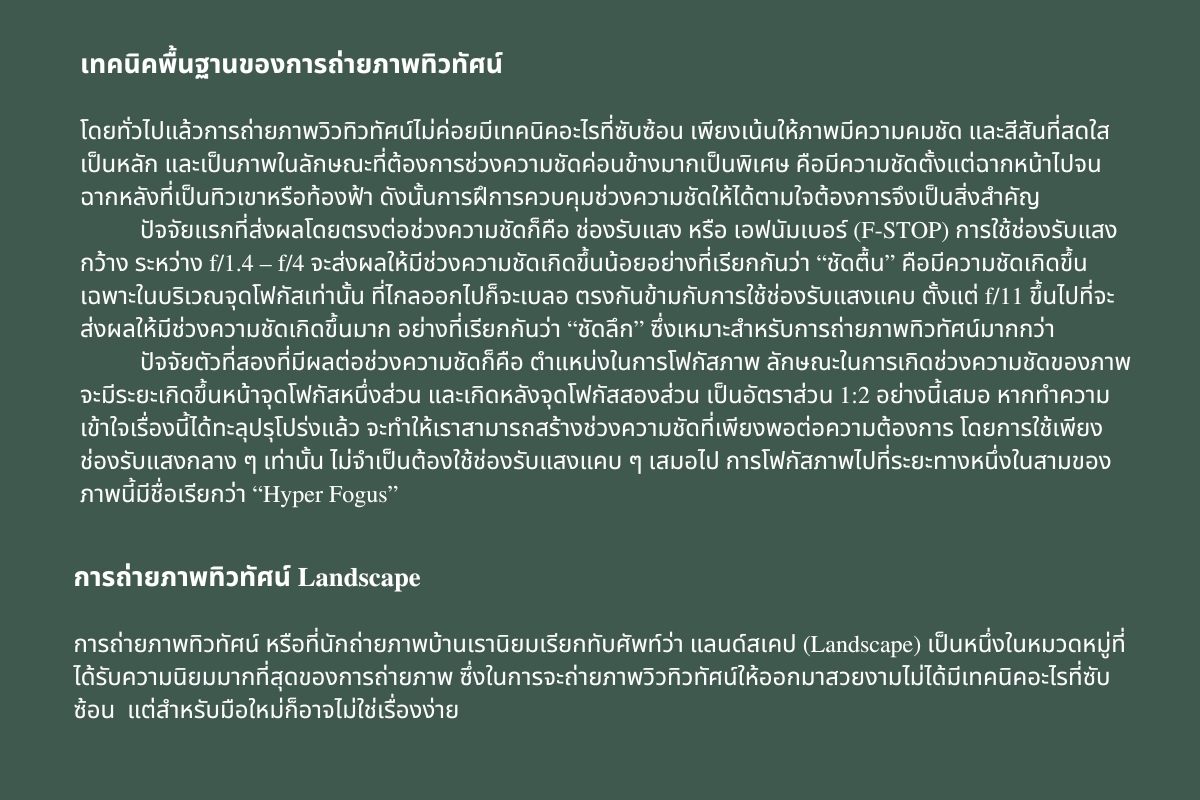 เทคนิคพื้นฐานของการถ่ายภาพทิวทัศน์
โดยทั่วไปแล้วการถ่ายภาพวิวทิวทัศน์ไม่ค่อยมีเทคนิคอะไรที่ซับซ้อน เพียงเน้นให้ภาพมีความคมชัด และสีสันที่สดใส
เป็นหลัก และเป็นภาพในลักษณะที่ต้องการช่วงความชัดค่อนข้างมากเป็นพิเศษ คือมีความชัดตั้งแต่ฉากหน้าไปจน
ฉากหลังที่เป็นทิวเขาหรือท้องฟ้า ดังนั้นการฝึการควบคุมช่วงความชัดให้ได้ตามใจต้องการจึงเป็นสิ่งสำคัญ
ปัจจัยแรกที่ส่งผลโดยตรงต่อช่วงความชัดก็คือ ช่องรับแสง หรือ เอฟนัมเบอร์ (F-STOP) การใช้ช่องรับแสง
กว้าง ระหว่าง f/1.4 – f/4 จะส่งผลให้มีช่วงความชัดเกิดขึ้นน้อยอย่างที่เรียกกันว่า “ชัดตื้น” คือมีความชัดเกิดขึ้น
เฉพาะในบริเวณจุดโฟกัสเท่านั้น ที่ไกลออกไปก็จะเบลอ ตรงกันข้ามกับการใช้ช่องรับแสงแคบ ตั้งแต่ f/11 ขึ้นไปที่จะ
ส่งผลให้มีช่วงความชัดเกิดขึ้นมาก อย่างที่เรียกกันว่า “ชัดลึก” ซึ่งเหมาะสำหรับการถ่ายภาพทิวทัศน์มากกว่า
ปัจจัยตัวที่สองที่มีผลต่อช่วงความชัดก็คือ ตำแหน่งในการโฟกัสภาพ ลักษณะในการเกิดช่วงความชัดของภาพ
จะมีระยะเกิดขึ้นหน้าจุดโฟกัสหนึ่งส่วน และเกิดหลังจุดโฟกัสสองส่วน เป็นอัตราส่วน 1:2 อย่างนี้เสมอ หากทำความ
เข้าใจเรื่องนี้ได้ทะลุปรุโปร่งแล้ว จะทำให้เราสามารถสร้างช่วงความชัดที่เพียงพอต่อความต้องการ โดยการใช้เพียง
ช่องรับแสงกลาง ๆ เท่านั้น ไม่จำเป็นต้องใช้ช่องรับแสงแคบ ๆ เสมอไป การโฟกัสภาพไปที่ระยะทางหนึ่งในสามของ
ภาพนี้มีชื่อเรียกว่า “Hyper Fogus”
การถ่ายภาพทิวทัศน์ Landscape
การถ่ายภาพทิวทัศน์ หรือที่นักถ่ายภาพบ้านเรานิยมเรียกทับศัพท์ว่า แลนด์สเคป (Landscape) เป็นหนึ่งในหมวดหมู่ที่
ได้รับความนิยมมากที่สุดของการถ่ายภาพ ซึ่งในการจะถ่ายภาพวิวทิวทัศน์ให้ออกมาสวยงามไม่ได้มีเทคนิคอะไรที่ซับ
ซ้อน  แต่สำหรับมือใหม่ก็อาจไม่ใช่เรื่องง่าย